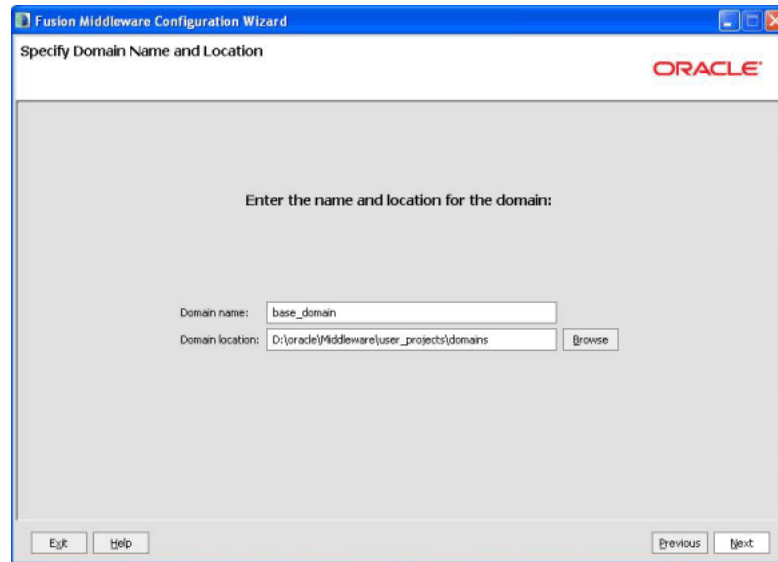 Fusion Middleware Configuration Wizard
Specify Domain Name and Location
ORACLE
Enter the name and location for the domain:
Domain name: base_domain
Domain location: D:\oracle\Middleware\user_projects\domains Browse
Exit Help Previous Next